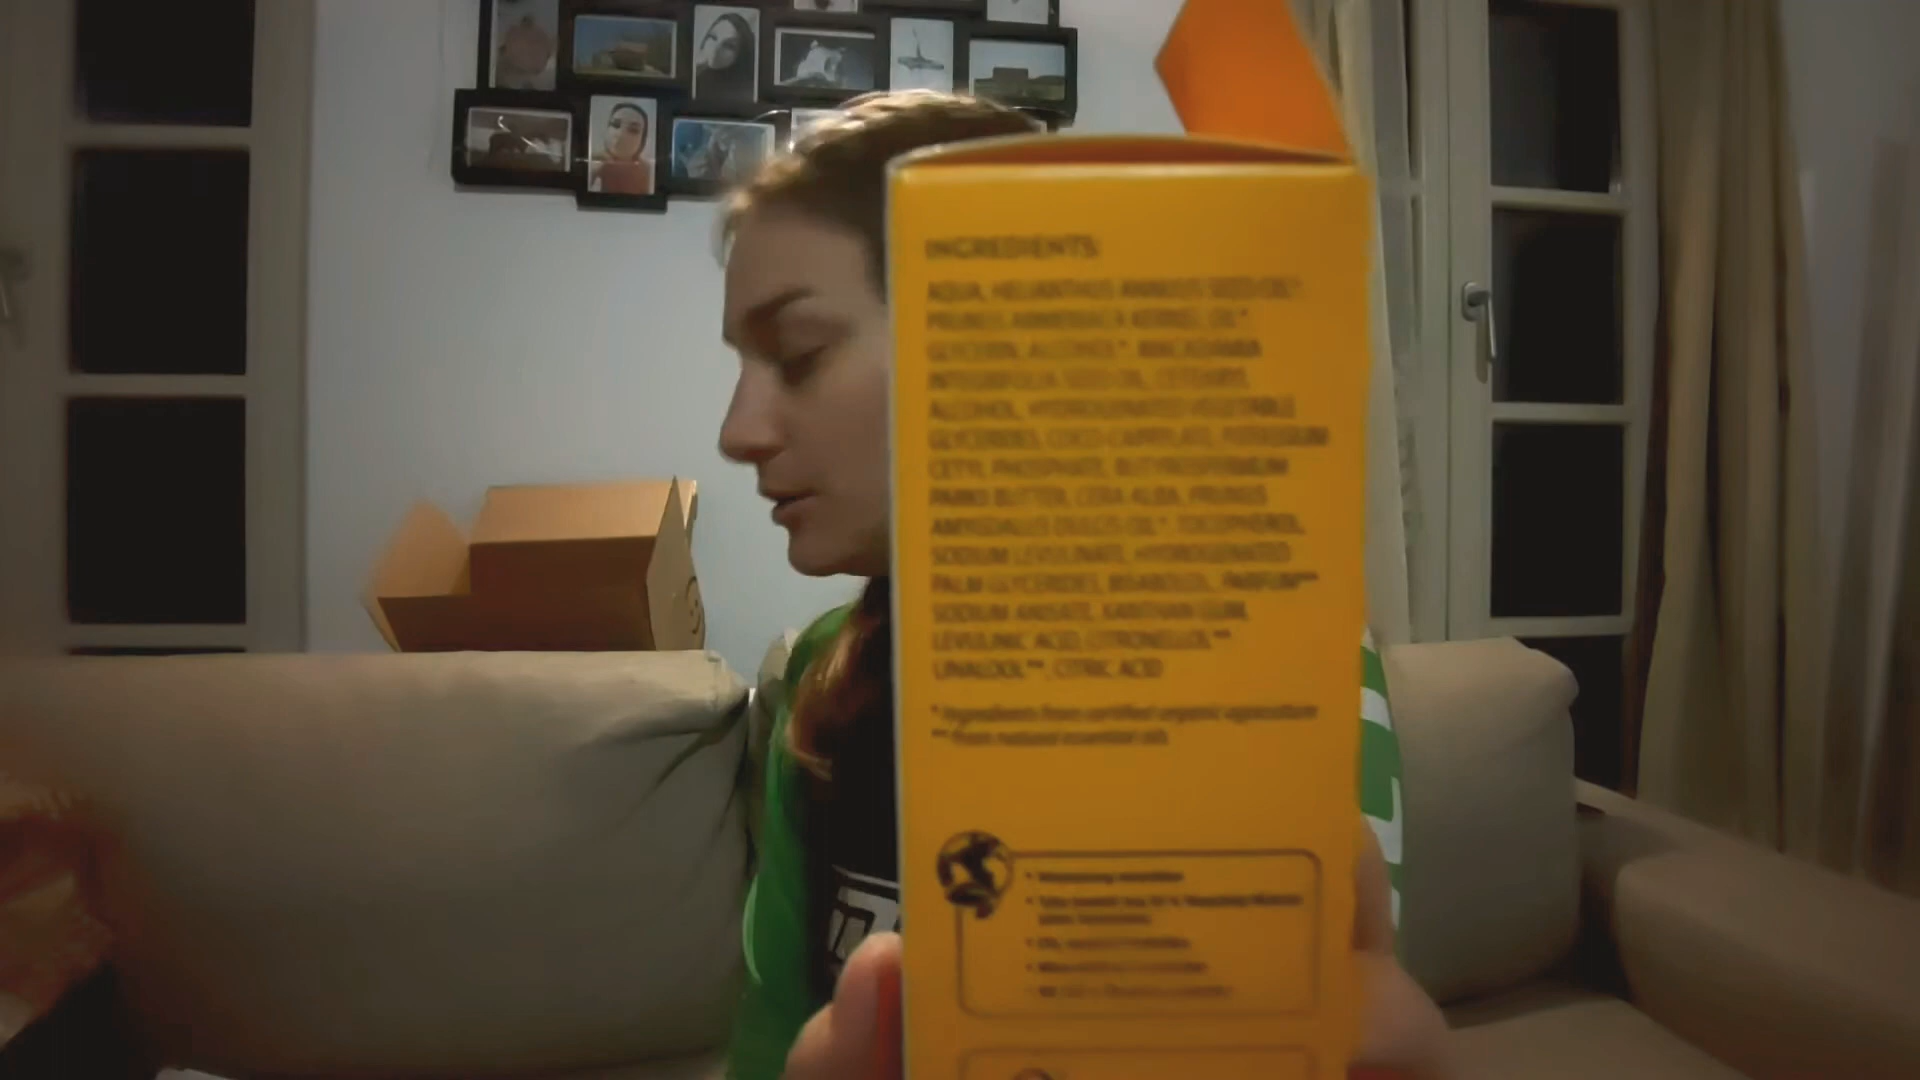 INGREDIENTS:
AQUA, HELIANTHUS ANNUUS SEED OIL*,
PRUNUS ARMENIACA KERNEL OIL*
GLYCERIN, ALCOHOL*, MACADAMIA
INTEGRIFOLIA SEED OIL, CETEARYL
ALCOHOL, HYDROGENATED VEGETABLE
GLYCERIDES, COCO-CAPRYLATE, POTASSIUM
CETYL PHOSPHATE, BUTYROSPERMUM
PARKII BUTTER, CERA ALBA, PRUNUS
AMYGDALUS DULCIS OIL*, TOCOPHEROL,
SODIUM LEVULINATE, HYDROGENATED
PALM GLYCERIDES, BISABOLOL, PARFUM**
SODIUM ANISATE, XANTHAN GUM,
LEVULINIC ACID, CITRONELLOL**
LINALOOL**, CITRIC ACID
* Ingredients from certified organic agriculture
** From natural essential oils